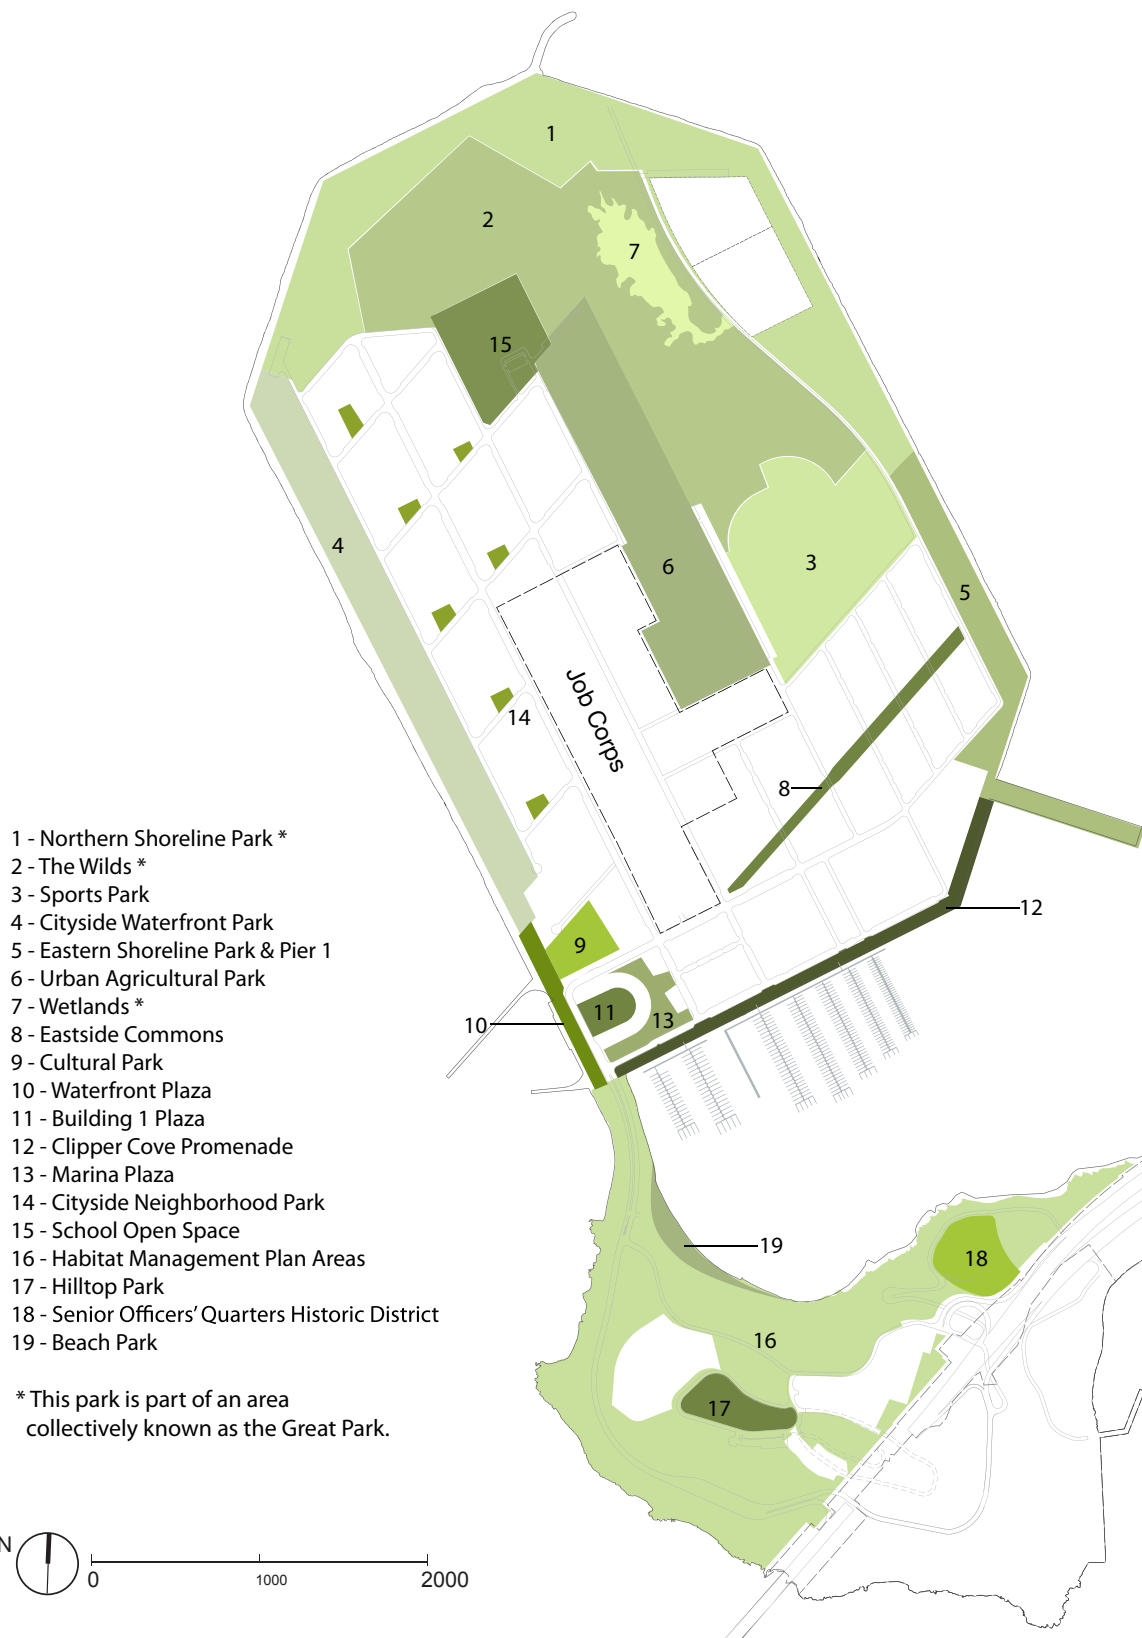 1
2
7
15
4
6
3
5
Job Corps
14
8
12
9
10
11
13
1 - Northern Shoreline Park *
2 - The Wilds *
3 - Sports Park
4 - Cityside Waterfront Park
5 - Eastern Shoreline Park & Pier 1
6 - Urban Agricultural Park
7 - Wetlands *
8 - Eastside Commons
9 - Cultural Park
10 - Waterfront Plaza
11 - Building 1 Plaza
12 - Clipper Cove Promenade
13 - Marina Plaza
14 - Cityside Neighborhood Park
15 - School Open Space
16 - Habitat Management Plan Areas
17 - Hilltop Park
18 - Senior Officers' Quarters Historic District
19 - Beach Park
* This park is part of an area
collectively known as the Great Park.
19
18
16
17
N
0 1000 2000